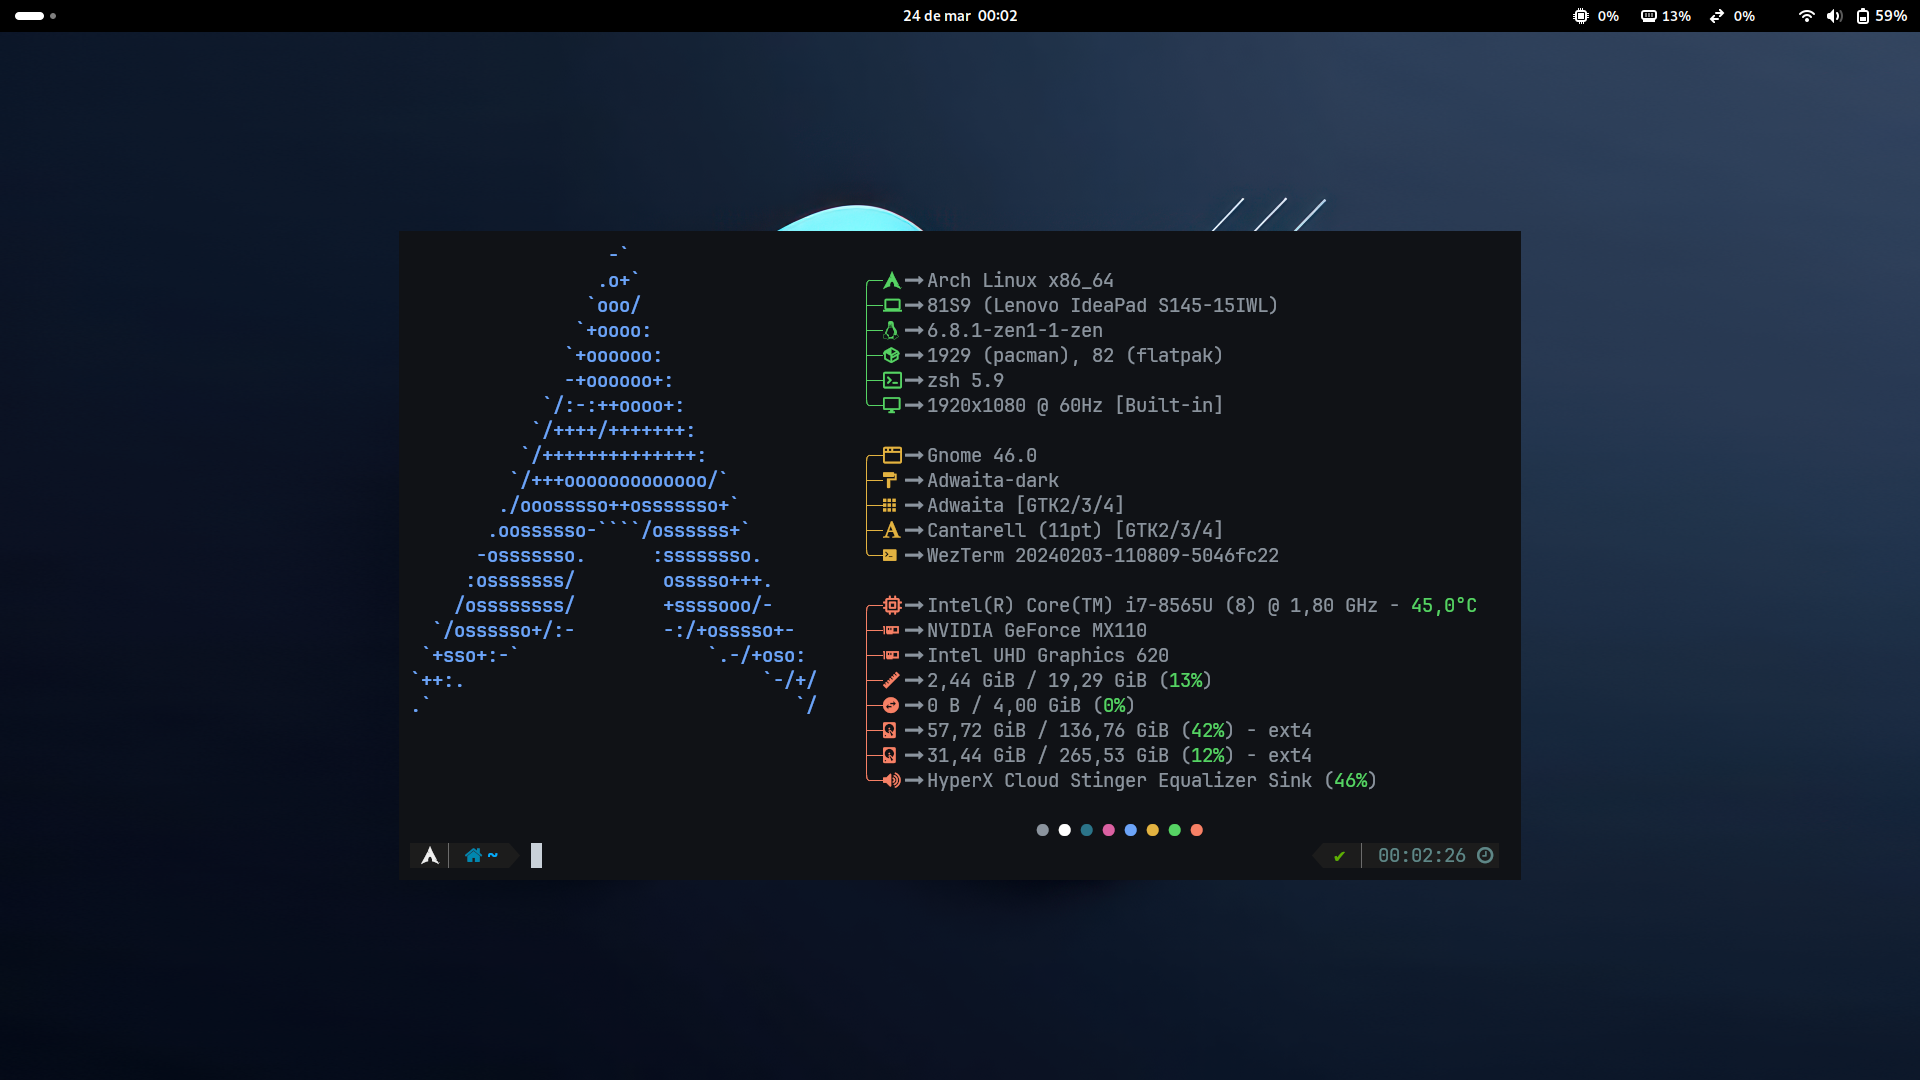 24 de mar 00:02
0% 13% 0% 59%
-`
.o+`
`ooo/
`+oooo:
`+oooooo:
-+oooooo+:
`/:-:++oooo+:
`/++++/+++++++:
`/++++++++++++++:
`/+++ooooooooooooo/`
./ooosssso++osssssso+`
.oossssso-````/ossssss+`
-osssssso. :ssssssso.
:osssssss/ osssso+++.
/ossssssss/ +ssssooo/-
`/ossssso+/:- -:/+osssso+-
`+sso+:-` `.-/+oso:
`++:. `-/+/
.` `/
Arch Linux x86_64
81S9 (Lenovo IdeaPad S145-15IWL)
6.8.1-zen1-1-zen
1929 (pacman), 82 (flatpak)
zsh 5.9
1920x1080 @ 60Hz [Built-in]
Gnome 46.0
Adwaita-dark
Adwaita [GTK2/3/4]
Cantarell (11pt) [GTK2/3/4]
WezTerm 20240203-110809-5046fc22
Intel(R) Core(TM) i7-8565U (8) @ 1,80 GHz - 45,0°C
NVIDIA GeForce MX110
Intel UHD Graphics 620
2,44 GiB / 19,29 GiB (13%)
0 B / 4,00 GiB (0%)
57,72 GiB / 136,76 GiB (42%) - ext4
31,44 GiB / 265,53 GiB (12%) - ext4
HyperX Cloud Stinger Equalizer Sink (46%)
~ ✔ 00:02:26